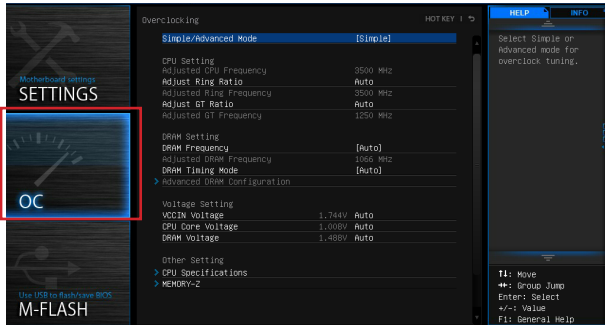 Motherboard settings
SETTINGS
OC
Use USB to flash/save BIOS
M-FLASH
Overclocking
HOT KEY |
Simple/Advanced Mode [Simple]
CPU Setting
Adjusted CPU Frequency 3500 MHz
Adjust Ring Ratio Auto
Adjusted Ring Frequency 3500 MHz
Adjust GT Ratio Auto
Adjusted GT Frequency 1250 MHz
DRAM Setting
DRAM Frequency [Auto]
Adjusted DRAM Frequency 1066 MHz
DRAM Timing Mode [Auto]
> Advanced DRAM Configuration
Voltage Setting
VCCIN Voltage 1.744V Auto
CPU Core Voltage 1.008V Auto
DRAM Voltage 1.488V Auto
Other Setting
> CPU Specifications
> MEMORY-Z
HELP
INFO
Select Simple or
Advanced mode for
overclock tuning.
↑↓: Move
→←: Group Jump
Enter: Select
+/-: Value
F1: General Help